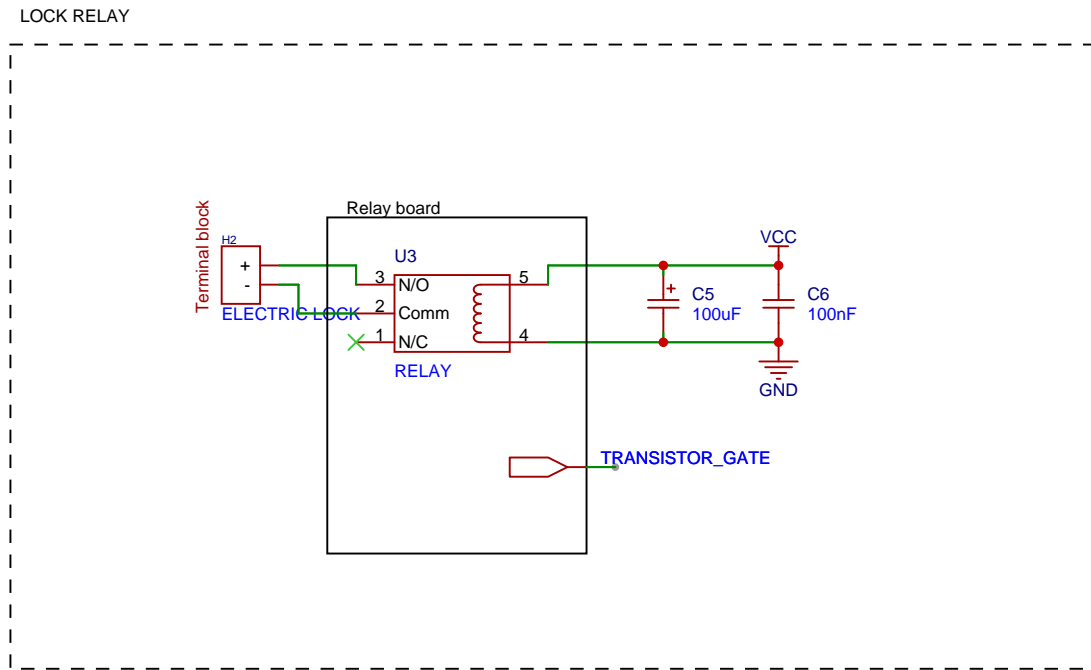 LOCK RELAY
Relay board
Terminal block
H2
+
-
ELECTRIC LOCK
U3
3
N/O
2
Comm
1
N/C
5
4
RELAY
VCC
+
C5
100uF
C6
100nF
GND
TRANSISTOR_GATE